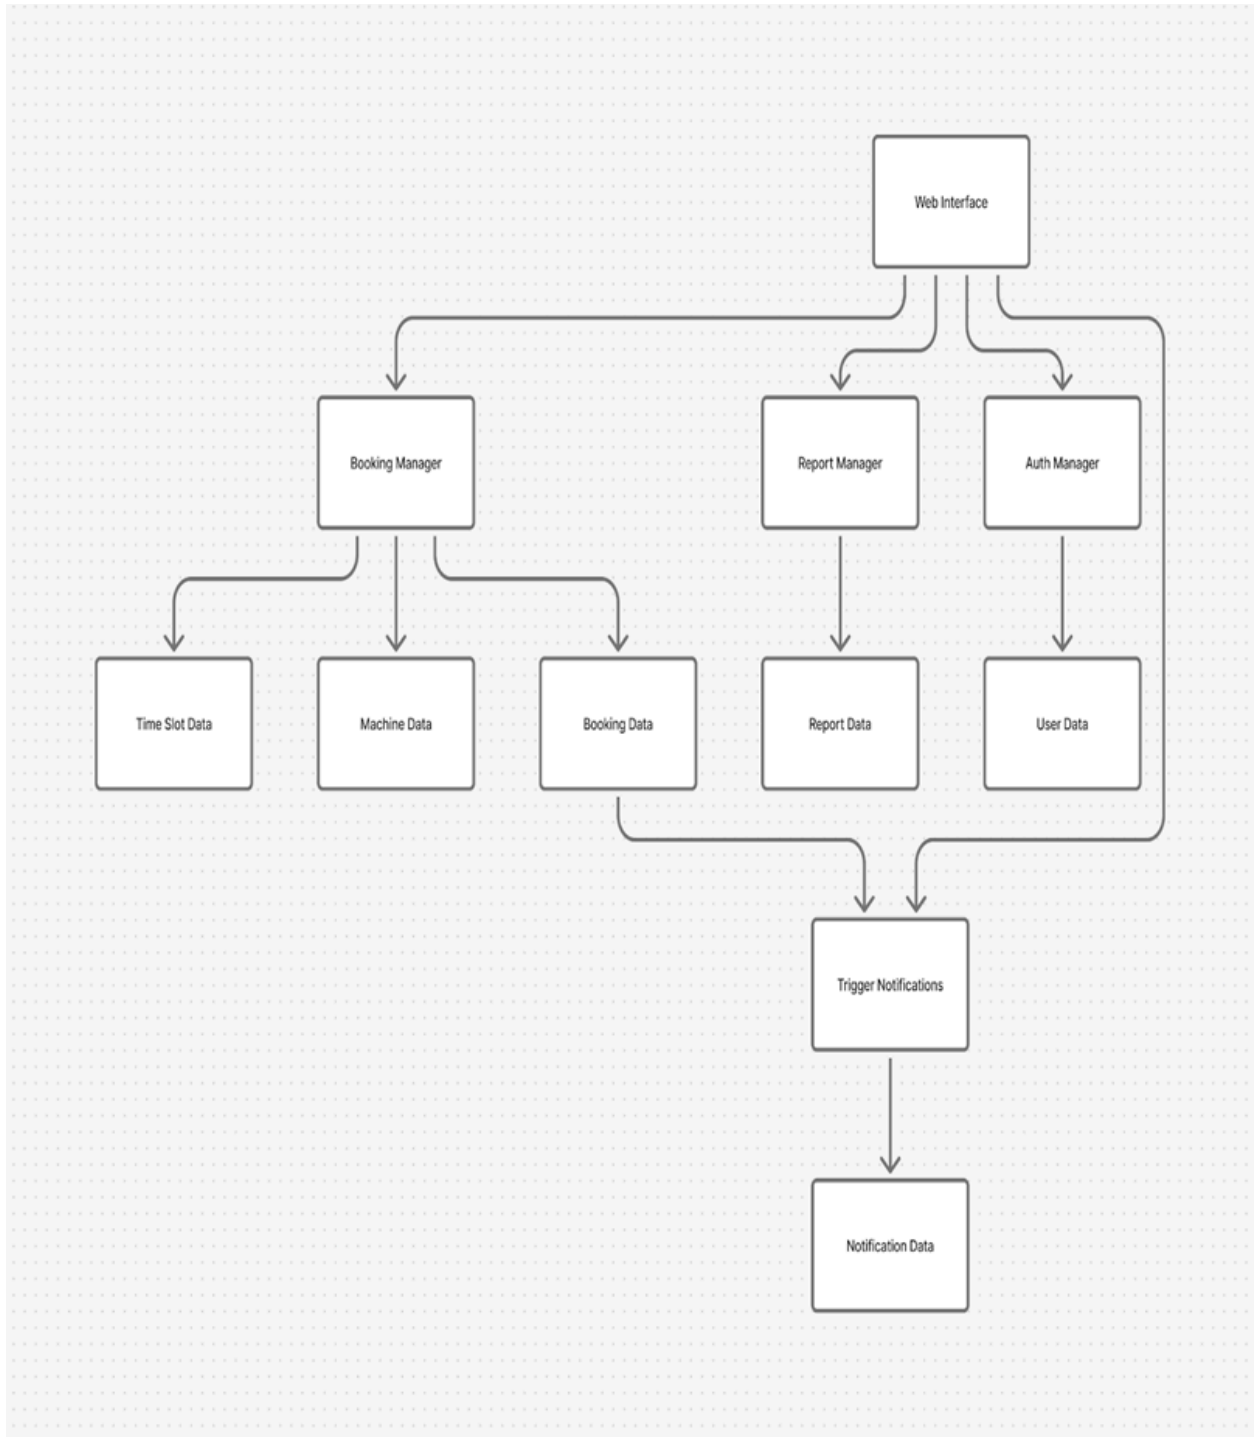 Web Interface
Booking Manager
Report Manager
Auth Manager
Time Slot Data
Machine Data
Booking Data
Report Data
User Data
Trigger Notifications
Notification Data